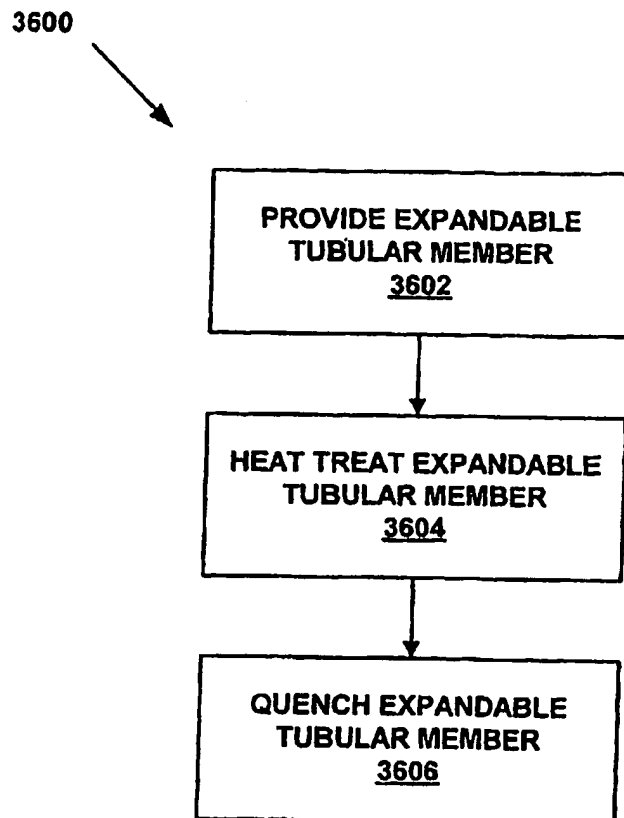 3600
PROVIDE EXPANDABLE
TUBULAR MEMBER
3602
HEAT TREAT EXPANDABLE
TUBULAR MEMBER
3604
QUENCH EXPANDABLE
TUBULAR MEMBER
3606